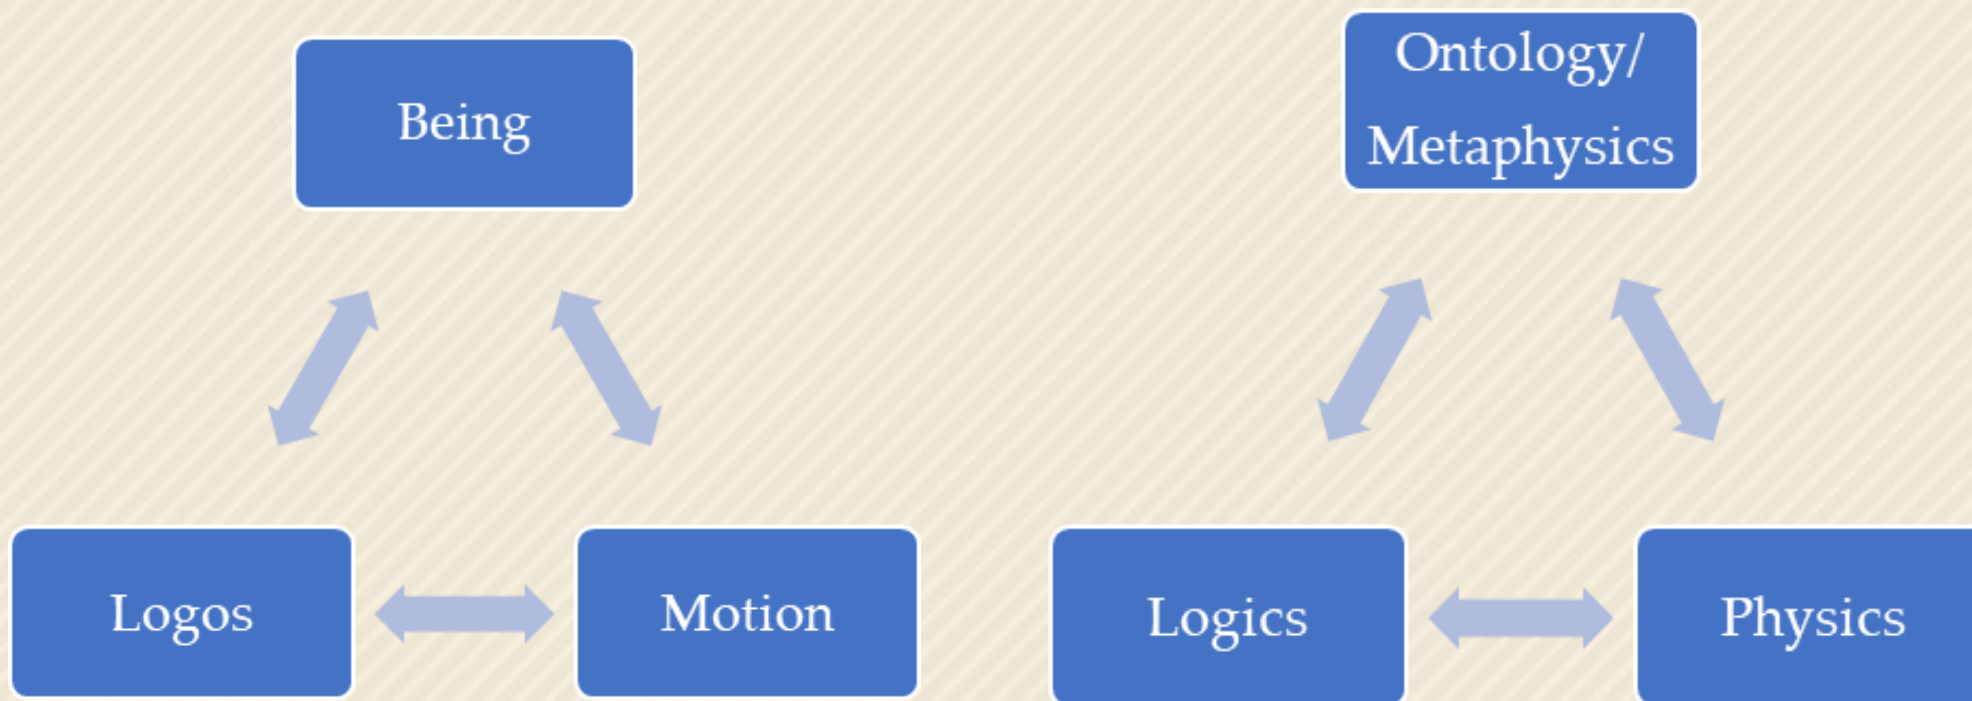 Being
Logos
Motion
Ontology/
Metaphysics
Logics
Physics